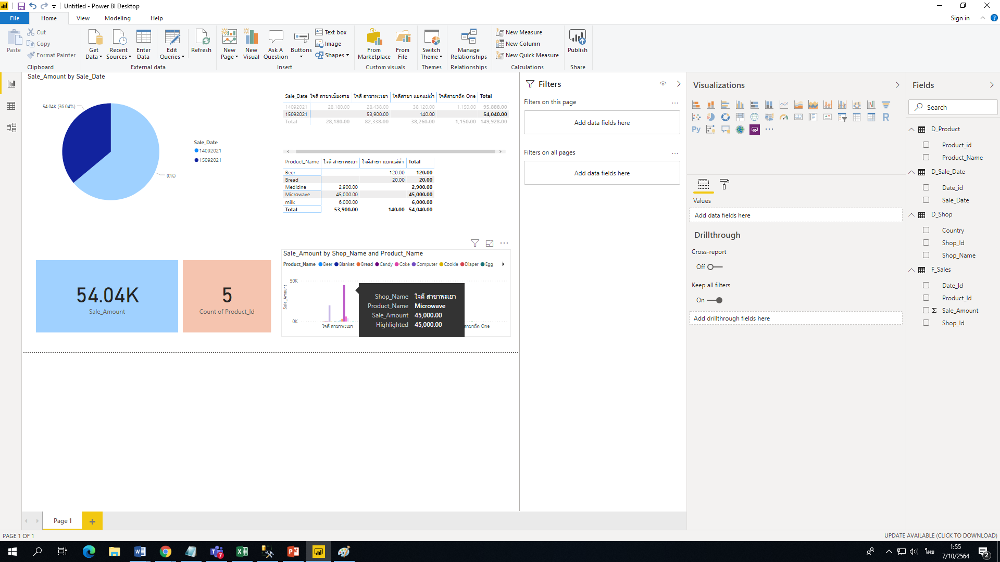 Untitled - Power BI Desktop
File Home View Modeling Help
Sign in
Paste
Cut
Copy
Format Painter
Clipboard
Get Data
Recent Sources
Enter Data
Edit Queries
Refresh
External data
New Page
New Visual
Ask A Question
Buttons
Text box
Image
Shapes
Insert
From Marketplace
From File
Custom visuals
Switch Theme
Themes
Manage Relationships
Relationships
New Measure
New Column
New Quick Measure
Calculations
Publish
Share
Sale_Amount by Sale_Date
54.04K (36.04%)
(0%)
Sale_Date
14092021
15092021
Sale_Date ใจดี สาขาเชียงราย ใจดี สาขาพะเยา ใจดีสาขา แยกแม่ต๋ำ ใจดีสาขาตึก One Total
14092021 28,180.00 28,438.00 38,120.00 1,150.00 95,888.00
15092021 53,900.00 140.00 54,040.00
Total 28,180.00 82,338.00 38,260.00 1,150.00 149,928.00
Product_Name ใจดี สาขาพะเยา ใจดีสาขา แยกแม่ต๋ำ Total
Beer 120.00 120.00
Bread 20.00 20.00
Medicine 2,900.00 2,900.00
Microwave 45,000.00 45,000.00
milk 6,000.00 6,000.00
Total 53,900.00 140.00 54,040.00
54.04K
Sale_Amount
5
Count of Product_Id
Sale_Amount by Shop_Name and Product_Name
Product_Name Beer Blanket Bread Candy Coke Computer Cookie Diaper Egg
Sale_Amount
50K
0K
ใจดี สาขาพะเยา
สาขาตึก One
Shop_Name ใจดี สาขาพะเยา
Product_Name Microwave
Sale_Amount 45,000.00
Highlighted 45,000.00
Filters
Filters on this page
Add data fields here
Filters on all pages
Add data fields here
Visualizations
R
Py
Values
Add data fields here
Drillthrough
Cross-report
Off
Keep all filters
On
Add drillthrough fields here
Fields
Search
D_Product
Product_id
Product_Name
D_Sale_Date
Date_id
Sale_Date
D_Shop
Country
Shop_Id
Shop_Name
F_Sales
Date_Id
Product_Id
Σ Sale_Amount
Shop_Id
Page 1
PAGE 1 OF 1
UPDATE AVAILABLE (CLICK TO DOWNLOAD)
7
ไทย
1:55
7/10/2564
2